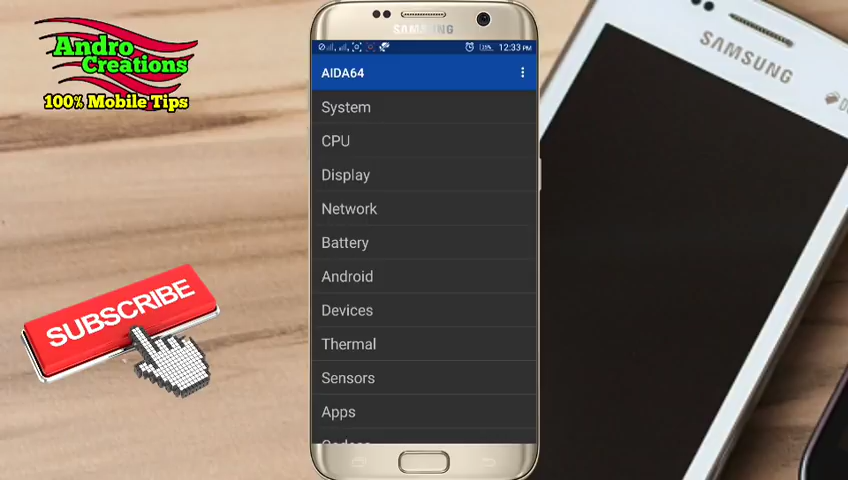 Andro
Creations
100% Mobile Tips
SUBSCRIBE
SAMSUNG
12:33 PM
AIDA64
System
CPU
Display
Network
Battery
Android
Devices
Thermal
Sensors
Apps
SAMSUNG